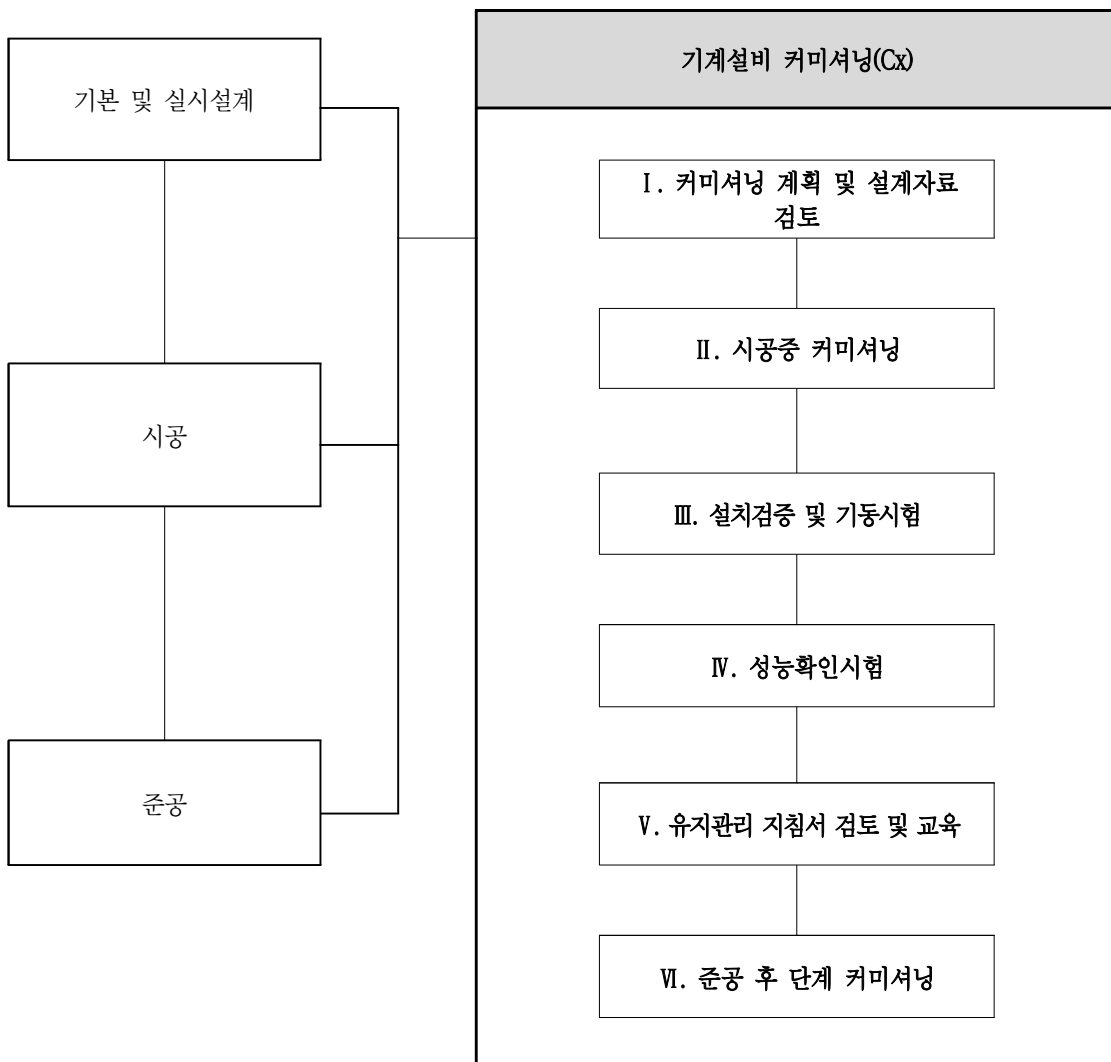 기본 및 실시설계
시공
준공
기계설비 커미셔닝(Cx)
Ⅰ. 커미셔닝 계획 및 설계자료
검토
Ⅱ. 시공중 커미셔닝
Ⅲ. 설치검증 및 기동시험
Ⅳ. 성능확인시험
Ⅴ. 유지관리 지침서 검토 및 교육
Ⅵ. 준공 후 단계 커미셔닝